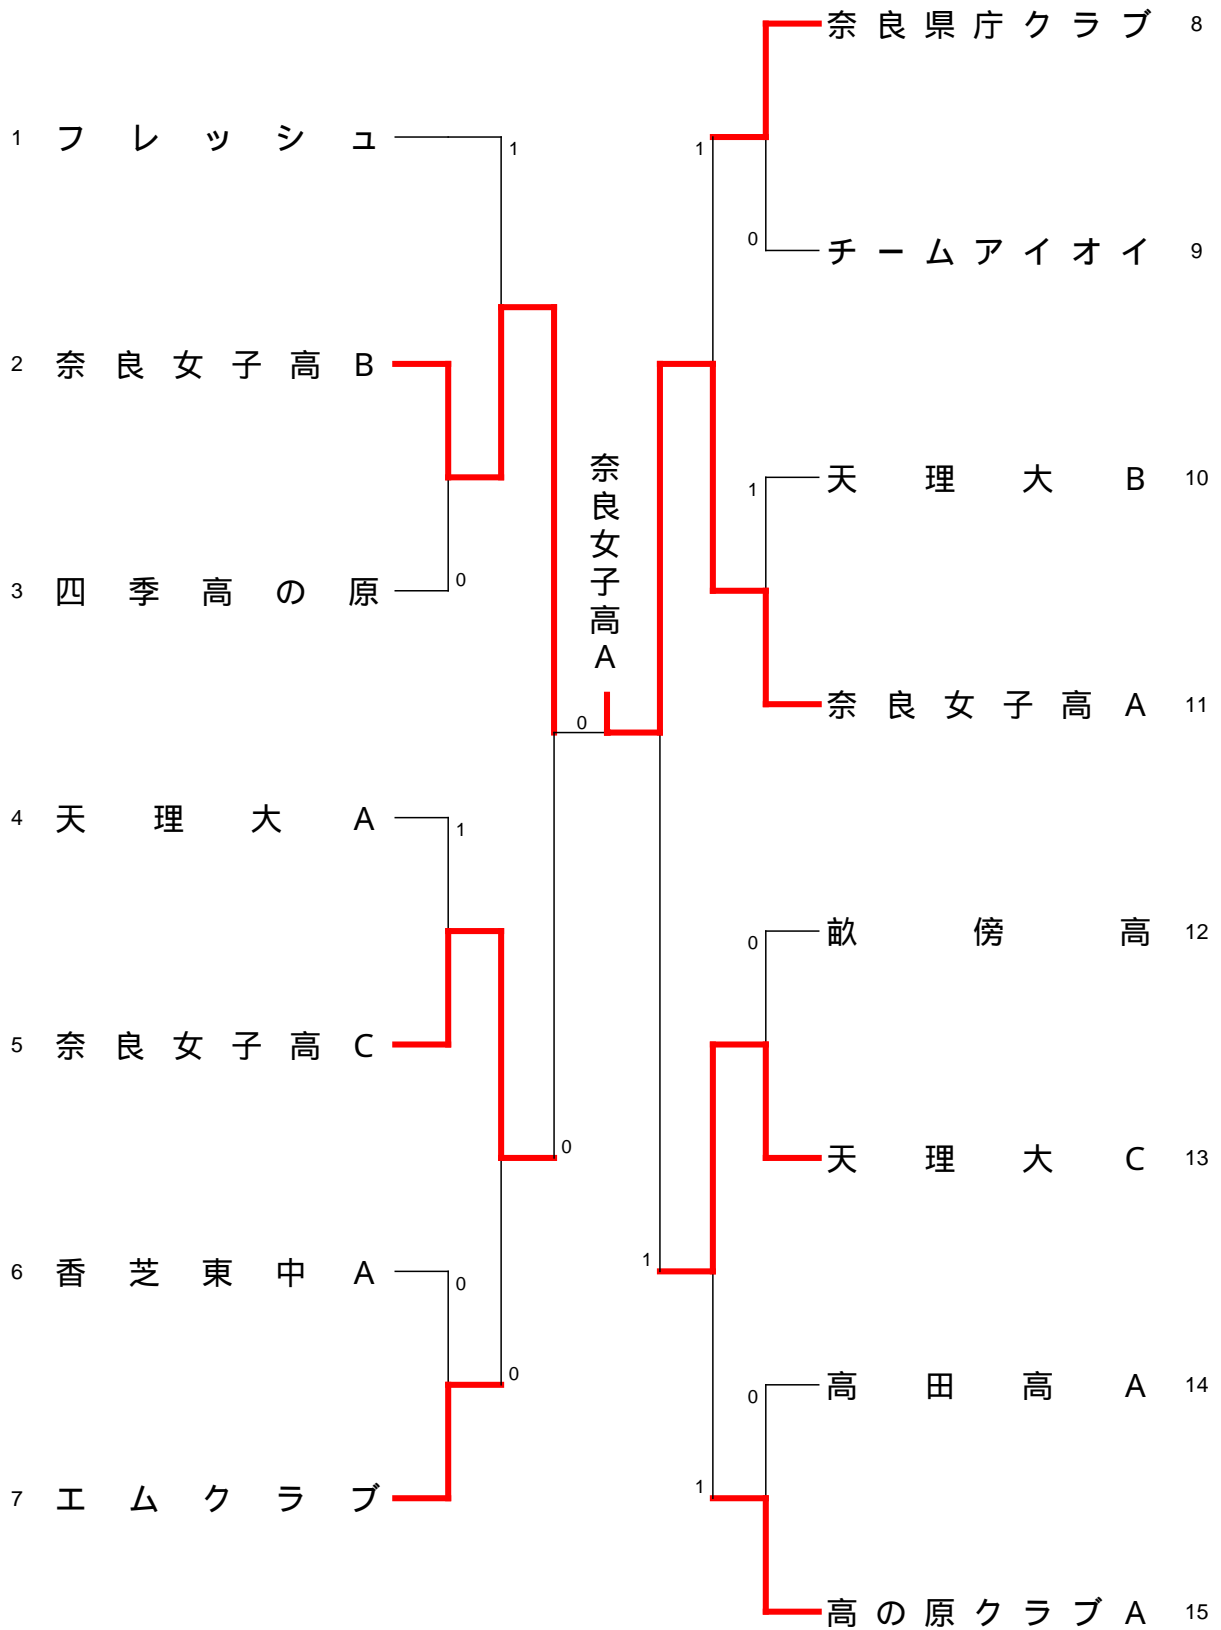 1 フレッシュ
1
2 奈良女子高B
3 四季高の原
0
4 天理大A
1
5 奈良女子高C
0
6 香芝東中A
0
0
7 エムクラブ
奈良女子高A
0
奈良県庁クラブ 8
1
0
チームアイオイ 9
天理大B 10
1
奈良女子高A 11
畝傍高 12
0
天理大C 13
1
高田高A 14
0
1
高の原クラブA 15